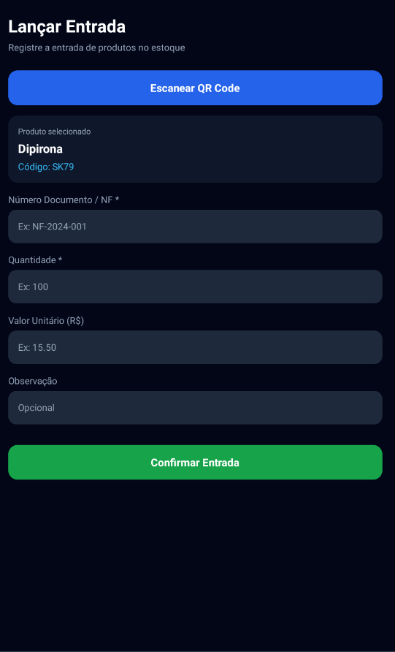 Lançar Entrada
Registre a entrada de produtos no estoque
Escanear QR Code
Produto selecionado
Dipirona
Código: SK79
Número Documento / NF *
Ex: NF-2024-001
Quantidade *
Ex: 100
Valor Unitário (R$)
Ex: 15.50
Observação
Opcional
Confirmar Entrada